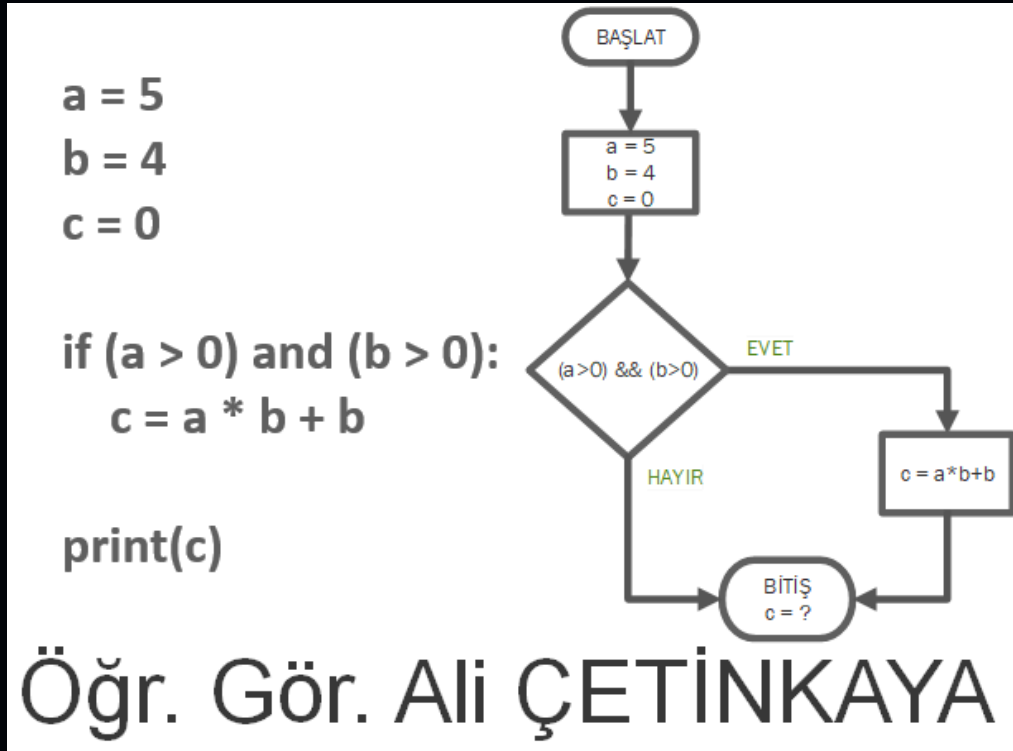 a = 5
b = 4
c = 0
if (a > 0) and (b > 0):
c = a * b + b
print(c)
BAŞLAT
a = 5
b = 4
c = 0
(a>0) && (b>0)
EVET
HAYIR
c = a*b+b
BİTİŞ
c = ?
Öğr. Gör. Ali ÇETİNKAYA